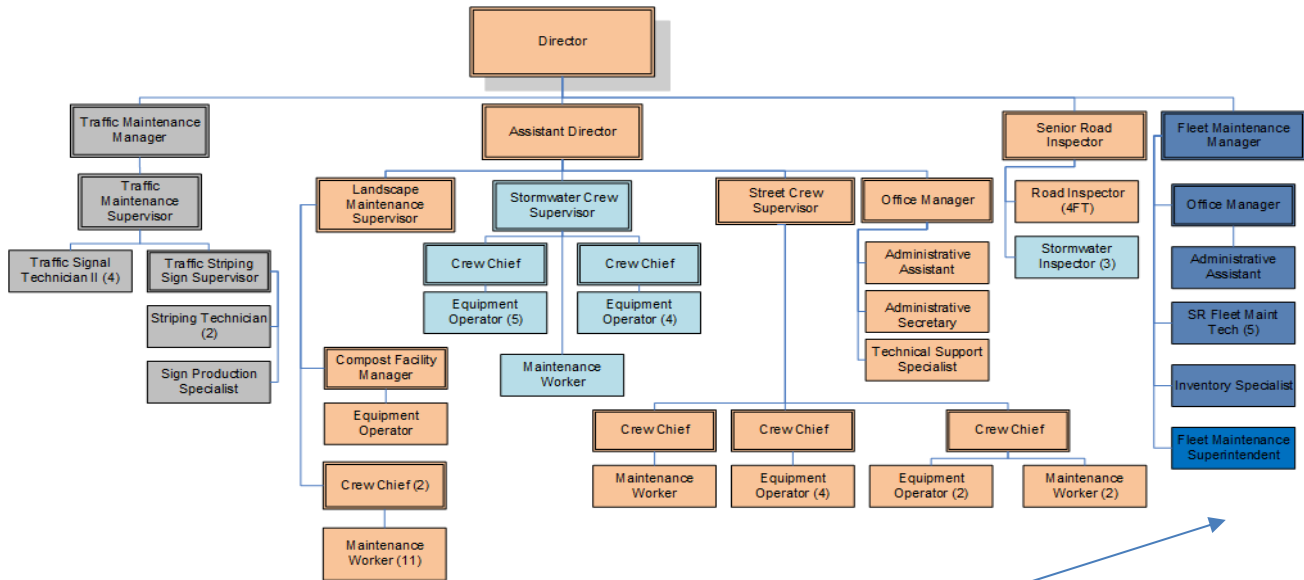 Director
Traffic Maintenance
Manager
Assistant Director
Senior Road
Inspector
Fleet Maintenance
Manager
Traffic
Maintenance
Supervisor
Landscape
Maintenance
Supervisor
Stormwater Crew
Supervisor
Street Crew
Supervisor
Office Manager
Road Inspector
(4FT)
Office Manager
Traffic Signal
Technician II (4)
Traffic Striping
Sign Supervisor
Crew Chief
Crew Chief
Administrative
Assistant
Stormwater
Inspector (3)
Administrative
Assistant
Striping Technician
(2)
Equipment
Operator (5)
Equipment
Operator (4)
Administrative
Secretary
SR Fleet Maint
Tech (5)
Sign Production
Specialist
Compost Facility
Manager
Maintenance
Worker
Technical Support
Specialist
Inventory Specialist
Equipment
Operator
Crew Chief
Crew Chief
Crew Chief
Fleet Maintenance
Superintendent
Crew Chief (2)
Maintenance
Worker
Equipment
Operator (4)
Equipment
Operator (2)
Maintenance
Worker (2)
Maintenance
Worker (11)